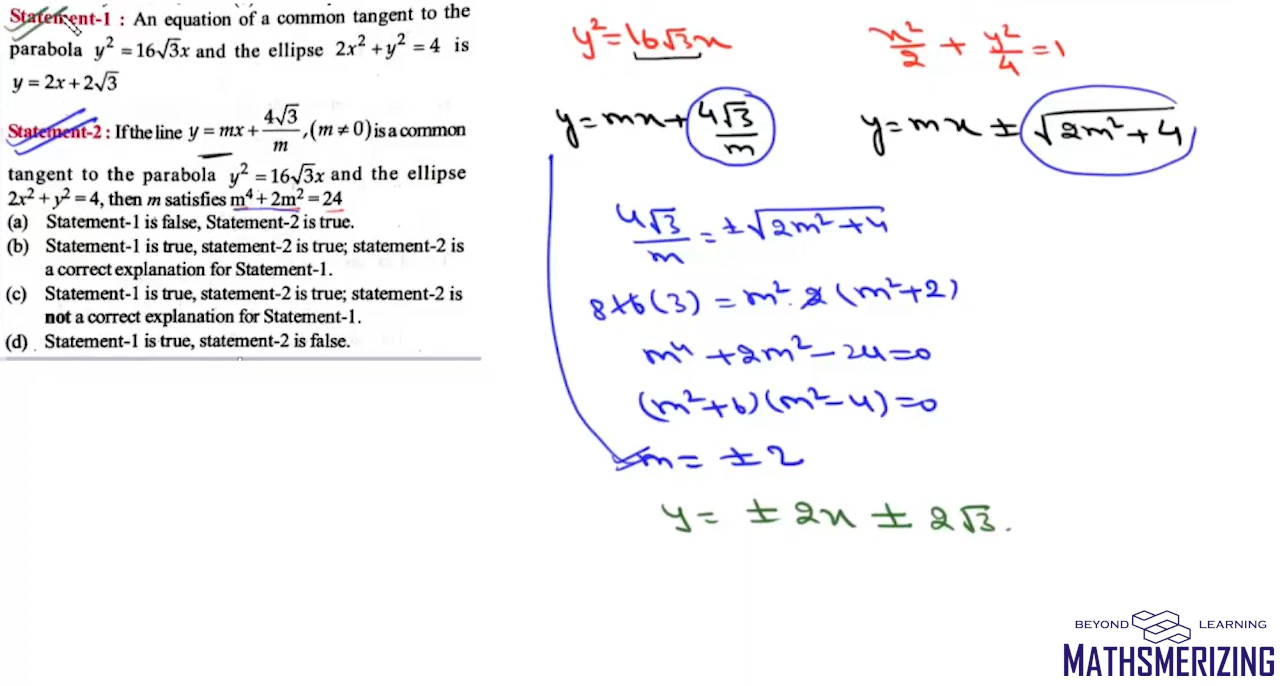 Statement-1 : An equation of a common tangent to the
parabola y² = 16√3x and the ellipse 2x² + y² = 4 is
y = 2x + 2√3
Statement-2 : If the line y = mx + 4√3/m, (m ≠ 0) is a common
tangent to the parabola y² = 16√3x and the ellipse
2x² + y² = 4, then m satisfies m⁴ + 2m² = 24
(a) Statement-1 is false, Statement-2 is true.
(b) Statement-1 is true, statement-2 is true; statement-2 is
a correct explanation for Statement-1.
(c) Statement-1 is true, statement-2 is true; statement-2 is
not a correct explanation for Statement-1.
(d) . Statement-1 is true, statement-2 is false.
y² = 16√3x
x²/2 + y²/4 = 1
y = mx + 4√3/m
y = mx ± √(2m² + 4)
4√3/m = ± √(2m² + 4)
m⁴ + 2m² - 24 = 0
(m² + 6)(m² - 4) = 0
m = ± 2
y = ± 2x ± 2√3.
BEYOND LEARNING
MATHSMERIZING